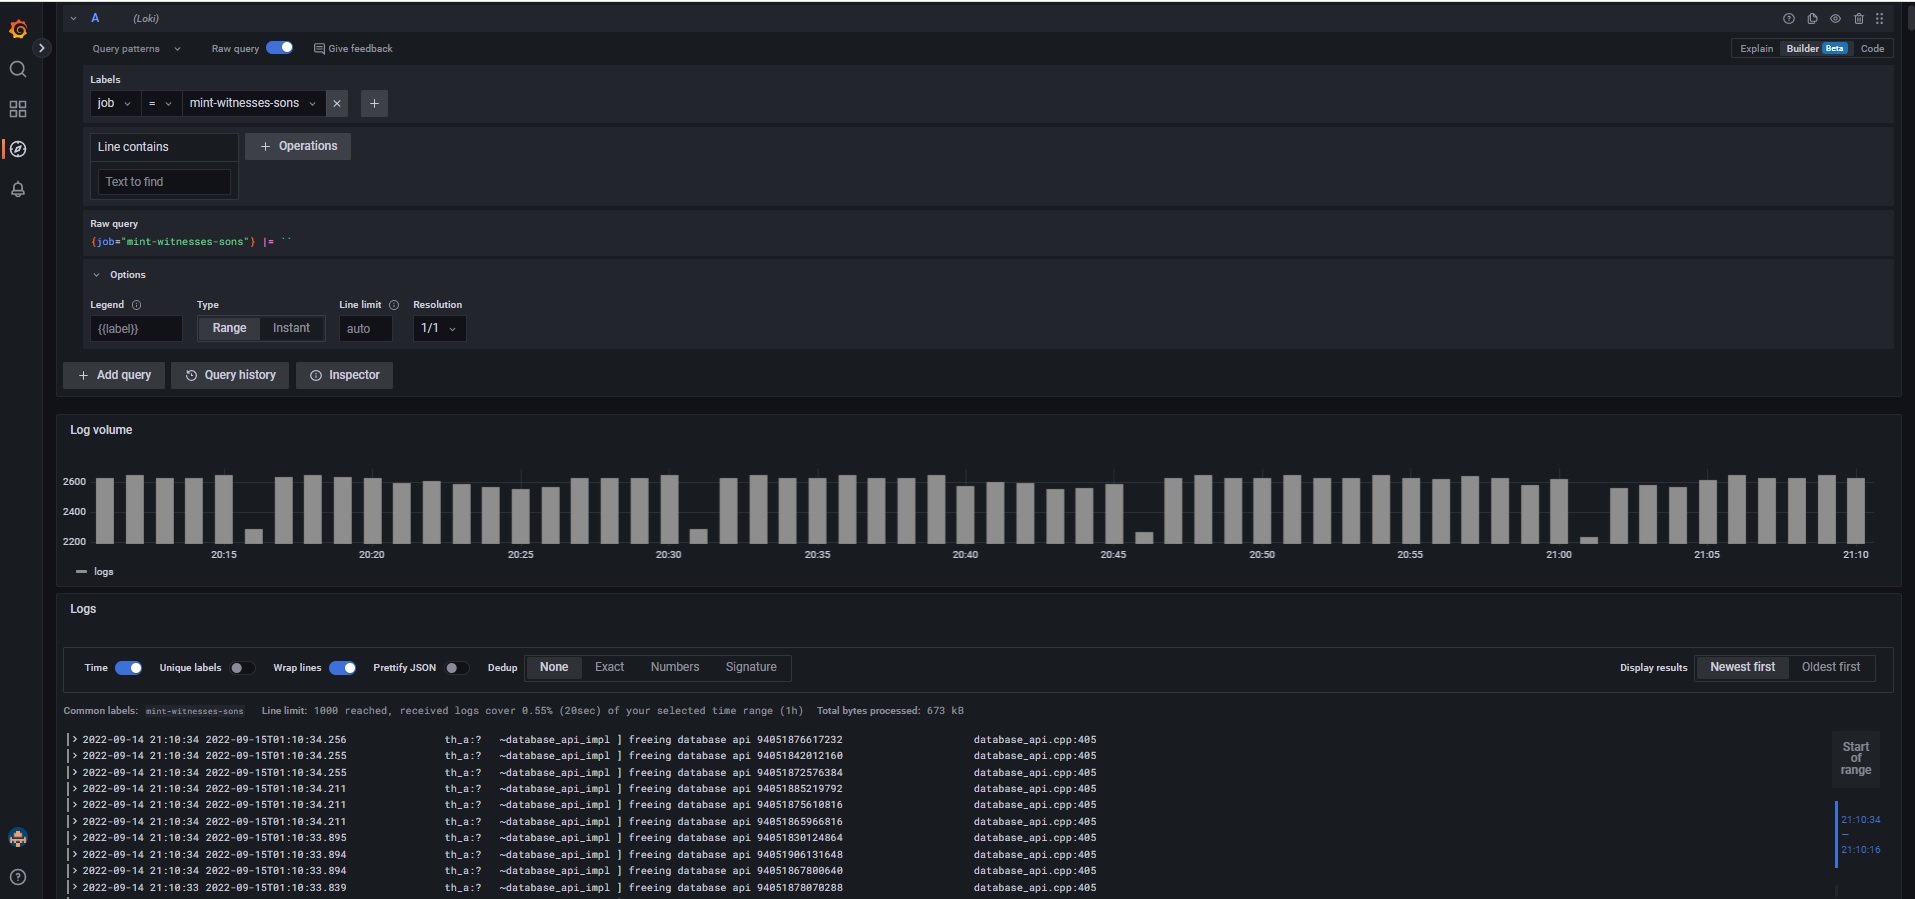 A (Loki)
Query patterns Raw query Give feedback Explain Builder Beta Code
Labels
job = mint-witnesses-sons × +
Line contains + Operations
Text to find
Raw query
{job="mint-witnesses-sons"} |= ``
Options
Legend Type Line limit Resolution
{{label}} Range Instant auto 1/1
+ Add query Query history Inspector
Log volume
2600
2400
2200
20:15 20:20 20:25 20:30 20:35 20:40 20:45 20:50 20:55 21:00 21:05 21:10
logs
Logs
Time Unique labels Wrap lines Prettify JSON Dedup None Exact Numbers Signature Display results Newest first Oldest first
Common labels: mint-witnesses-sons Line limit: 1000 reached, received logs cover 0.55% (20sec) of your selected time range (1h) Total bytes processed: 673 kB
> 2022-09-14 21:10:34 2022-09-15T01:10:34.256 th_a:? ~database_api_impl ] freeing database api 94051876617232 database_api.cpp:405
> 2022-09-14 21:10:34 2022-09-15T01:10:34.255 th_a:? ~database_api_impl ] freeing database api 94051842012160 database_api.cpp:405
> 2022-09-14 21:10:34 2022-09-15T01:10:34.255 th_a:? ~database_api_impl ] freeing database api 94051872576384 database_api.cpp:405
> 2022-09-14 21:10:34 2022-09-15T01:10:34.211 th_a:? ~database_api_impl ] freeing database api 94051885219792 database_api.cpp:405
> 2022-09-14 21:10:34 2022-09-15T01:10:34.211 th_a:? ~database_api_impl ] freeing database api 94051875610816 database_api.cpp:405
> 2022-09-14 21:10:34 2022-09-15T01:10:34.211 th_a:? ~database_api_impl ] freeing database api 94051865966816 database_api.cpp:405
> 2022-09-14 21:10:34 2022-09-15T01:10:33.895 th_a:? ~database_api_impl ] freeing database api 94051830124864 database_api.cpp:405
> 2022-09-14 21:10:34 2022-09-15T01:10:33.894 th_a:? ~database_api_impl ] freeing database api 94051906131648 database_api.cpp:405
> 2022-09-14 21:10:34 2022-09-15T01:10:33.894 th_a:? ~database_api_impl ] freeing database api 94051867800640 database_api.cpp:405
> 2022-09-14 21:10:33 2022-09-15T01:10:33.839 th_a:? ~database_api_impl ] freeing database api 94051878070288 database_api.cpp:405
Start
of
range
21:10:34
—
21:10:16